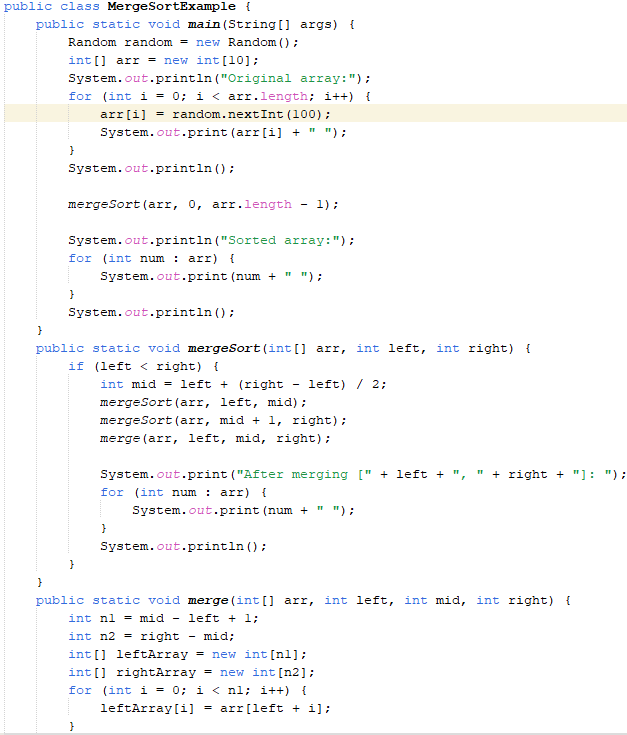 public class MergeSortExample {
    public static void main(String[] args) {
        Random random = new Random();
        int[] arr = new int[10];
        System.out.println("Original array:");
        for (int i = 0; i < arr.length; i++) {
            arr[i] = random.nextInt(100);
            System.out.print(arr[i] + " ");
        }
        System.out.println();

        mergeSort(arr, 0, arr.length - 1);

        System.out.println("Sorted array:");
        for (int num : arr) {
            System.out.print(num + " ");
        }
        System.out.println();
    }
    public static void mergeSort(int[] arr, int left, int right) {
        if (left < right) {
            int mid = left + (right - left) / 2;
            mergeSort(arr, left, mid);
            mergeSort(arr, mid + 1, right);
            merge(arr, left, mid, right);

            System.out.print("After merging [" + left + ", " + right + "]: ");
            for (int num : arr) {
                System.out.print(num + " ");
            }
            System.out.println();
        }
    }
    public static void merge(int[] arr, int left, int mid, int right) {
        int n1 = mid - left + 1;
        int n2 = right - mid;
        int[] leftArray = new int[n1];
        int[] rightArray = new int[n2];
        for (int i = 0; i < n1; i++) {
            leftArray[i] = arr[left + i];
        }